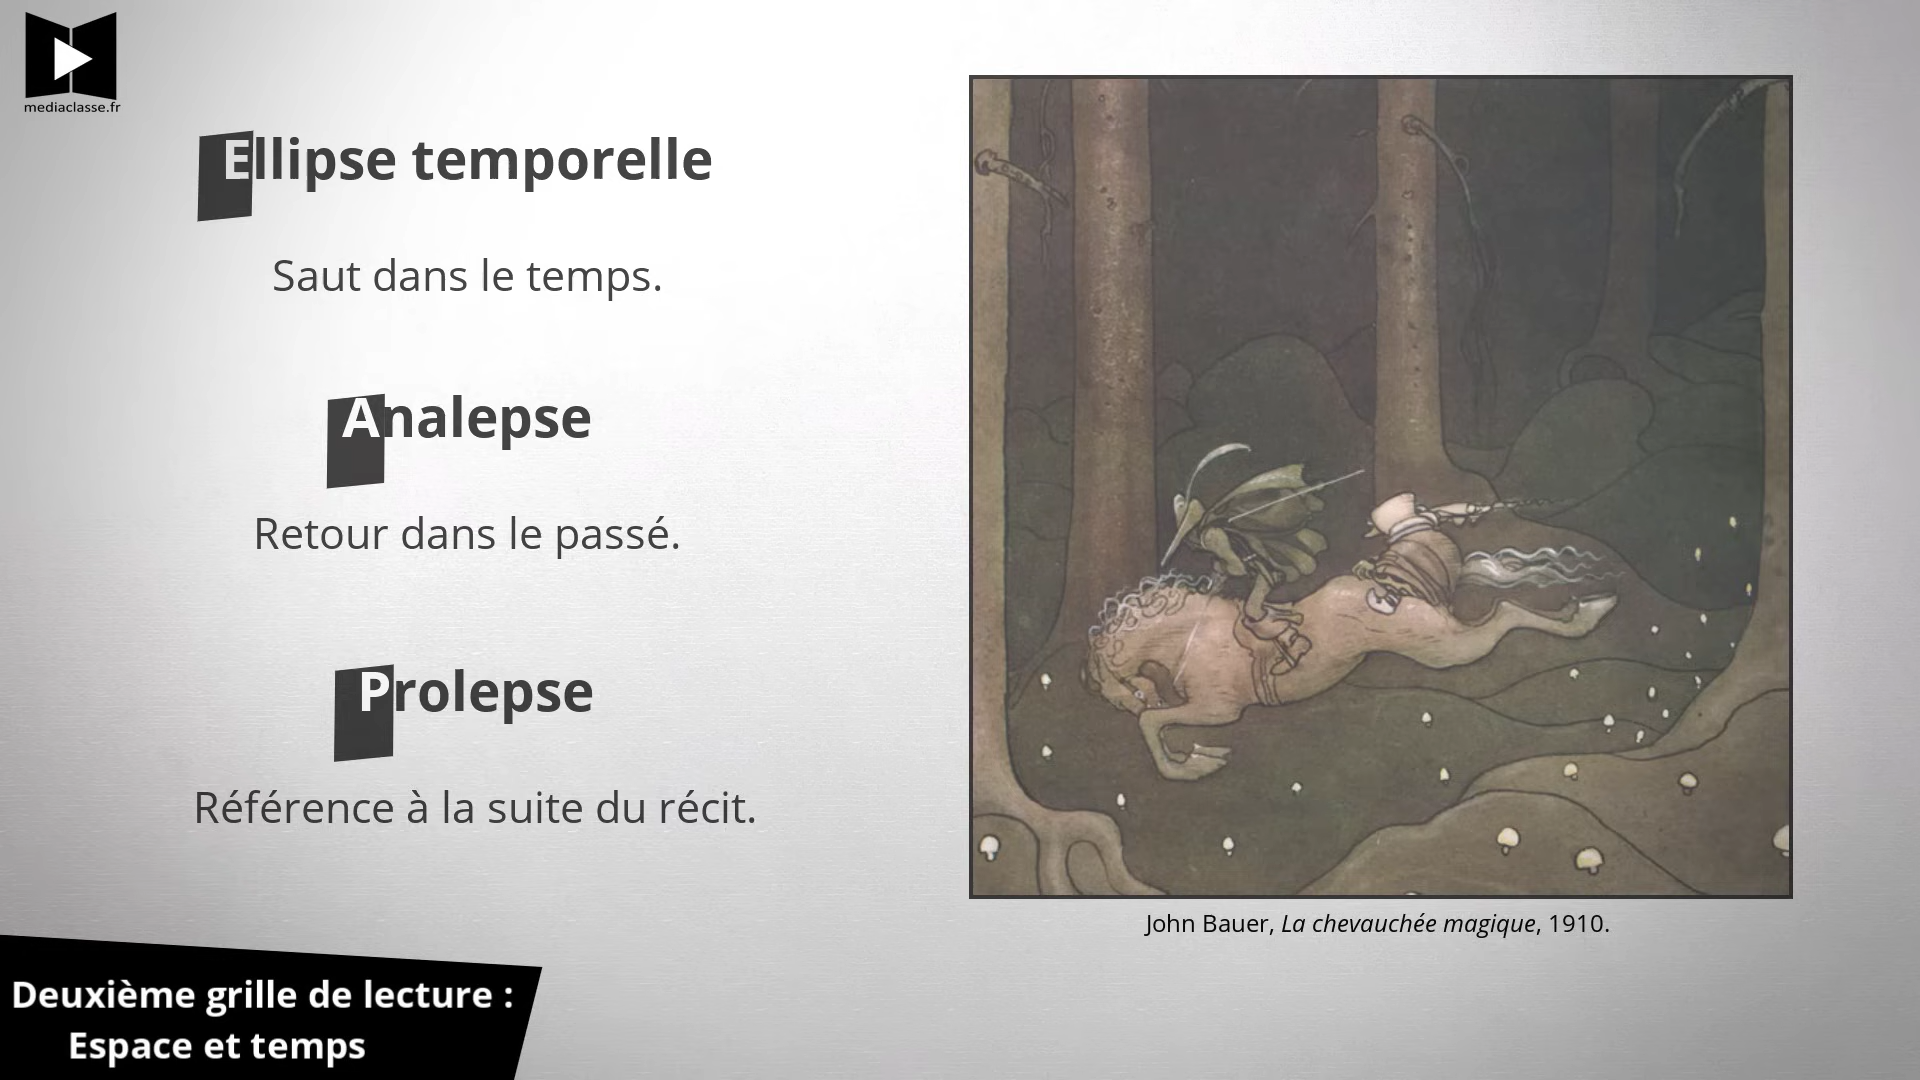 mediaclasse.fr
Ellipse temporelle
Saut dans le temps.
Analepse
Retour dans le passé.
Prolepse
Référence à la suite du récit.
John Bauer, La chevauchée magique, 1910.
Deuxième grille de lecture :
Espace et temps